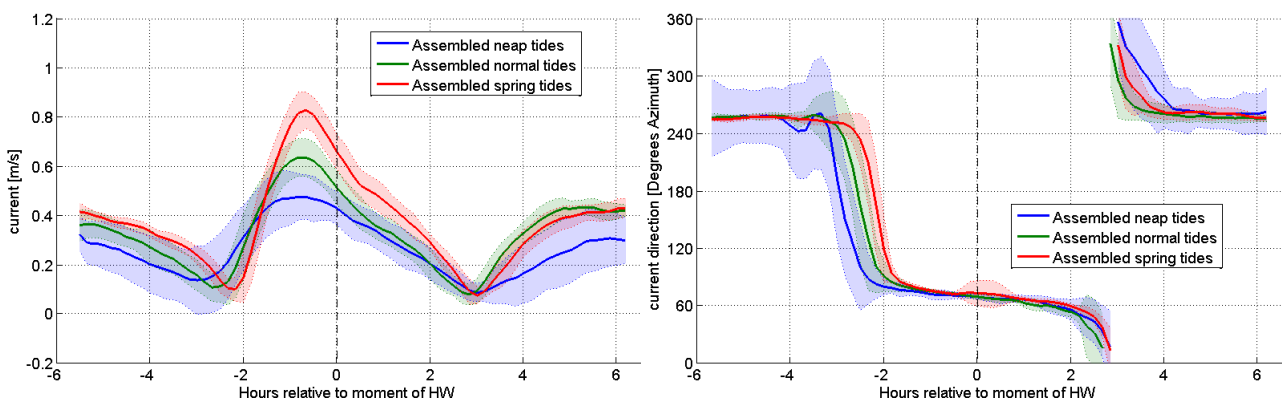 1.2
1
0.8
0.6
0.4
0.2
0
-0.2
current [m/s]
-6
-4
-2
0
2
4
6
Hours relative to moment of HW
Assembled neap tides
Assembled normal tides
Assembled spring tides
360
300
240
180
120
60
0
current direction [Degrees Azimuth]
-6
-4
-2
0
2
4
6
Hours relative to moment of HW
Assembled neap tides
Assembled normal tides
Assembled spring tides